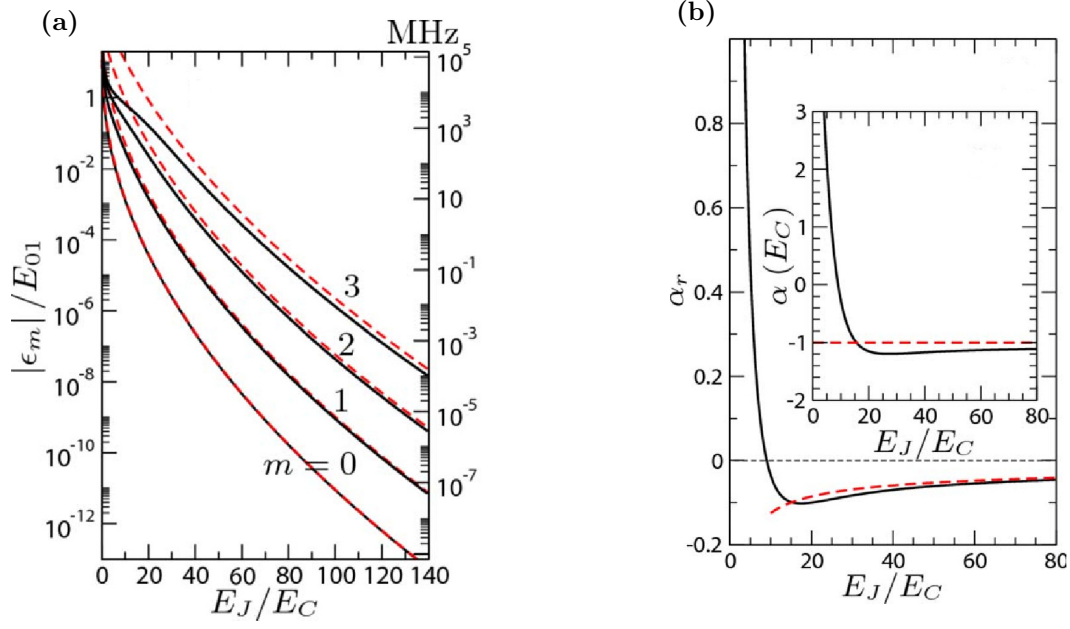 (a)
MHz
|ϵ_m|/E_{01}
1
10^{-2}
10^{-4}
10^{-6}
10^{-8}
10^{-10}
10^{-12}
10^5
10^3
10
10^{-1}
10^{-3}
10^{-5}
10^{-7}
3
2
1
m = 0
0 20 40 60 80 100 120 140
E_J/E_C
(b)
α_r
0.8
0.6
0.4
0.2
0
-0.2
0 20 40 60 80
E_J/E_C
α (E_C)
3
2
1
0
-1
-2
0 20 40 60 80
E_J/E_C